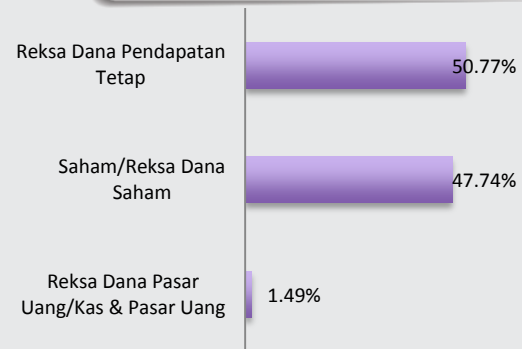 Reksa Dana Pendapatan
Tetap
50.77%
Saham/Reksa Dana
Saham
47.74%
Reksa Dana Pasar
Uang/Kas & Pasar Uang
1.49%